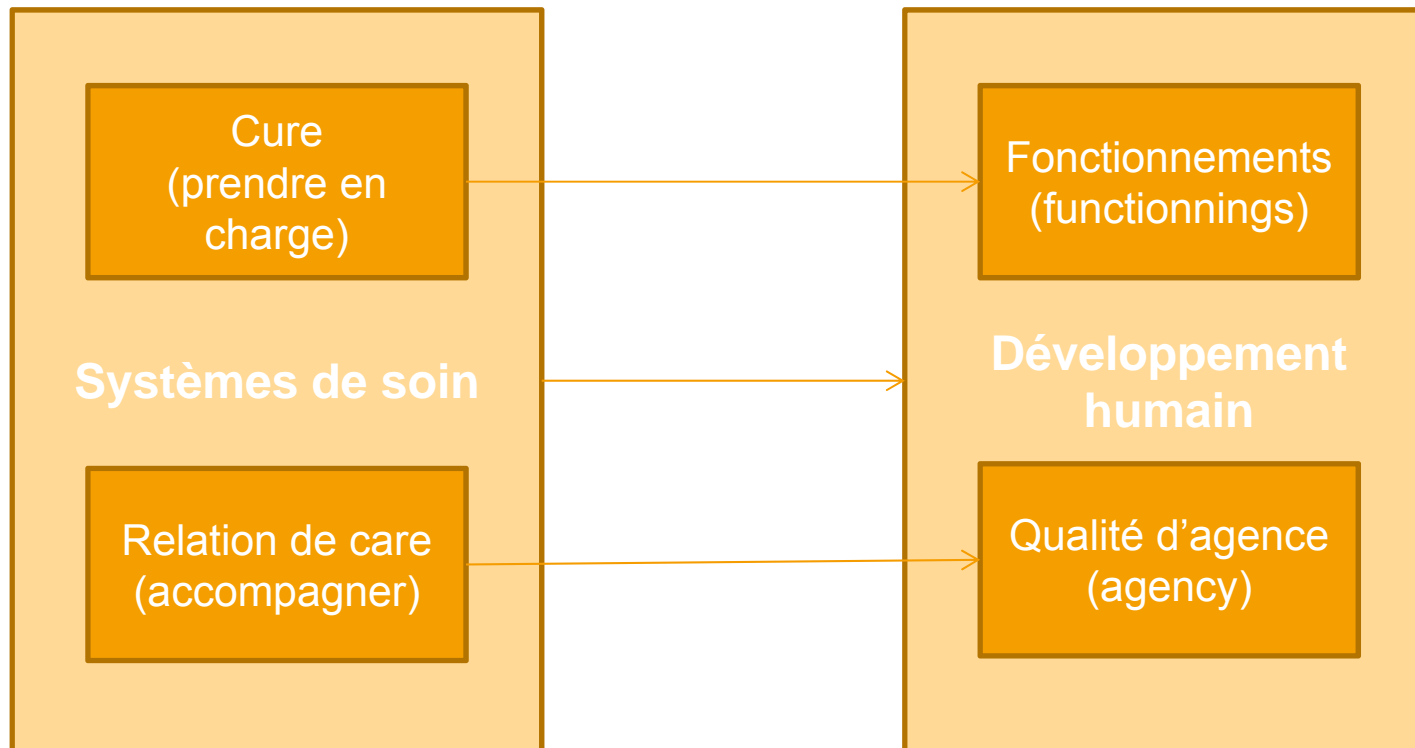 Cure
(prendre en
charge)
Systèmes de soin
Relation de care
(accompagner)
Fonctionnements
(functionnings)
Développement
humain
Qualité d’agence
(agency)